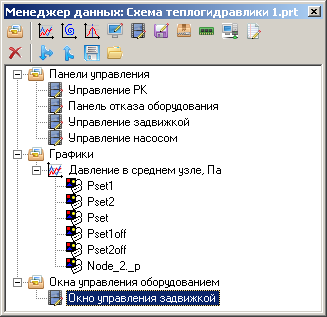 Менеджер данных: Схема теплогидравлики 1.prt
Панели управления
Управление РК
Панель отказа оборудования
Управление задвижкой
Управление насосом
Графики
Давление в среднем узле, Па
Pset1
Pset2
Pset
Pset1off
Pset2off
Node_2._p
Окна управления оборудованием
Окно управления задвижкой